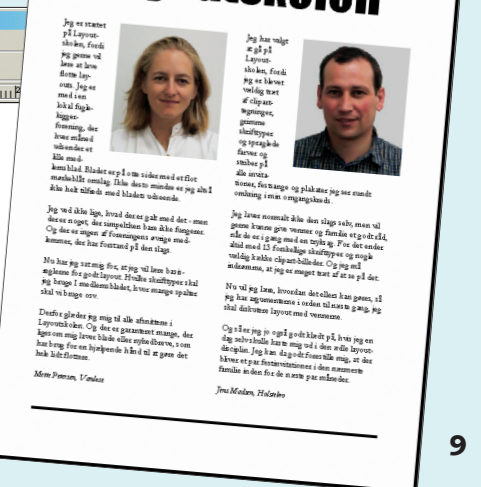 Jeg er startet
på Layout-
skolen, fordi
jeg gerne vil
lære at lave
flotte lay-
outs. Jeg er
med i en
lokal fugle-
kigger-
forening, der
hver måned
udsender et
lille med-
lems blad. Bladet er på otte sider med et flot
mørkeblåt omslag. Ikke desto mindre er jeg altså
ikke helt tilfreds med bladets udseende.
Jeg ved ikke lige, hvad der er galt med det - men
der er noget, der simpelthen bare ikke fungerer.
Og der er ingen af foreningens øvrige med-
lemmer, der har forstand på den slags.
Nu har jeg sat mig for, at jeg vil lære basis-
reglerne for godt layout. Hvilke skrifttyper skal
jeg bruge I medlemsbladet, hvor mange spalter
skal vi bruge osv.
Derfor glæder jeg mig til alle afsnittene i
Layoutskolen. Og der er garanteret mange, der
ligesom mig laver blade eller nyhedsbreve, som
har brug for en hjælpende hånd til at gøre det
hele lidt flottere.
Mette Petersen, Værløse
Jeg har valgt
at gå på
Layout-
skolen, fordi
jeg er blevet
vældig træt
af clipart-
tegninger,
grimme
skrifttyper
og spraglede
farver og
striber på
alle invita-
tioner, festsange og plakater jeg ser rundt
omkring i min omgangskreds.
Jeg laver normalt ikke den slags selv, men vil
gerne kunne give venner og familie et godt råd,
når de er i gang med en tryksag. For det ender
altid med 13 forskellige skrifttyper og nogle
vældig kække clipart-billeder. Og jeg må
indrømme, at jeg er meget træt af at se på det.
Nu vil jeg lære, hvordan det ellers kan gøres, så
jeg har argumenterne i orden til næste gang, jeg
skal diskutere layout med vennerne.
Og så er jeg jo også godt klædt på, hvis jeg en
dag selv skulle kaste mig ud i den ædle layout-
disciplin. Jeg kan da godt forestille mig, at der
bliver et par festinvitationer i den nærmeste
familie inden for de næste par måneder.
Jens Madsen, Holstebro
9